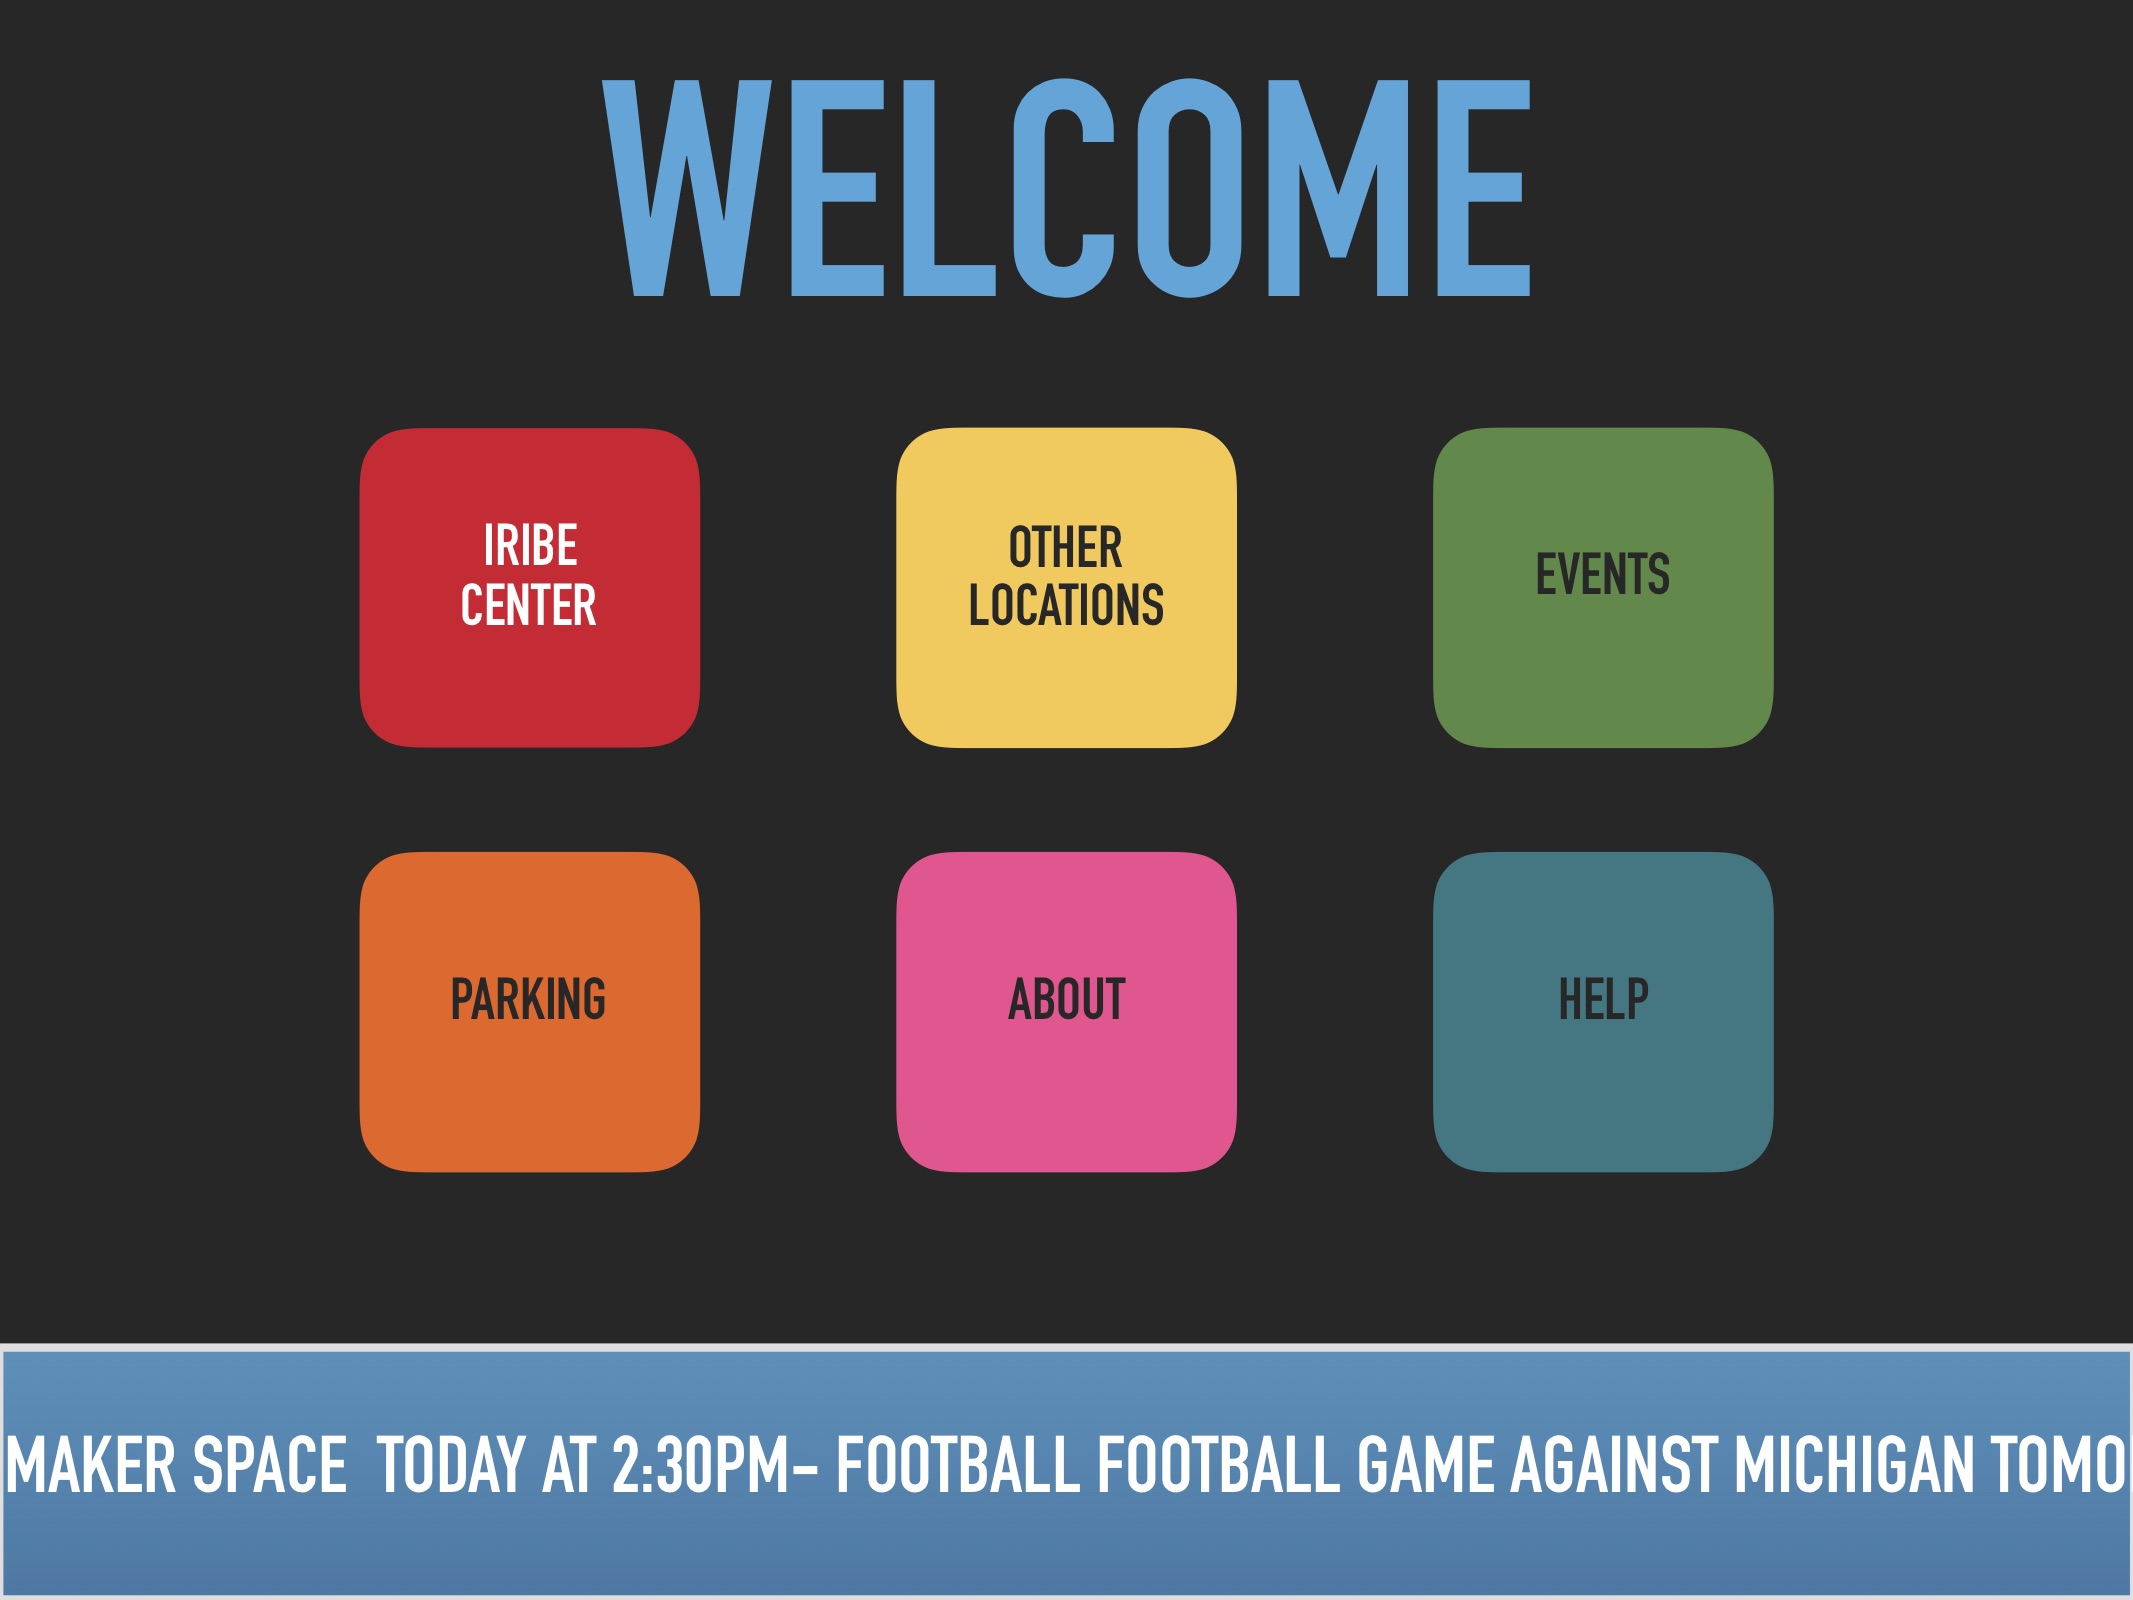 WELCOME
IRIBE
CENTER
OTHER
LOCATIONS
EVENTS
PARKING
ABOUT
HELP
MAKER SPACE  TODAY AT 2:30PM- FOOTBALL FOOTBALL GAME AGAINST MICHIGAN TOMO